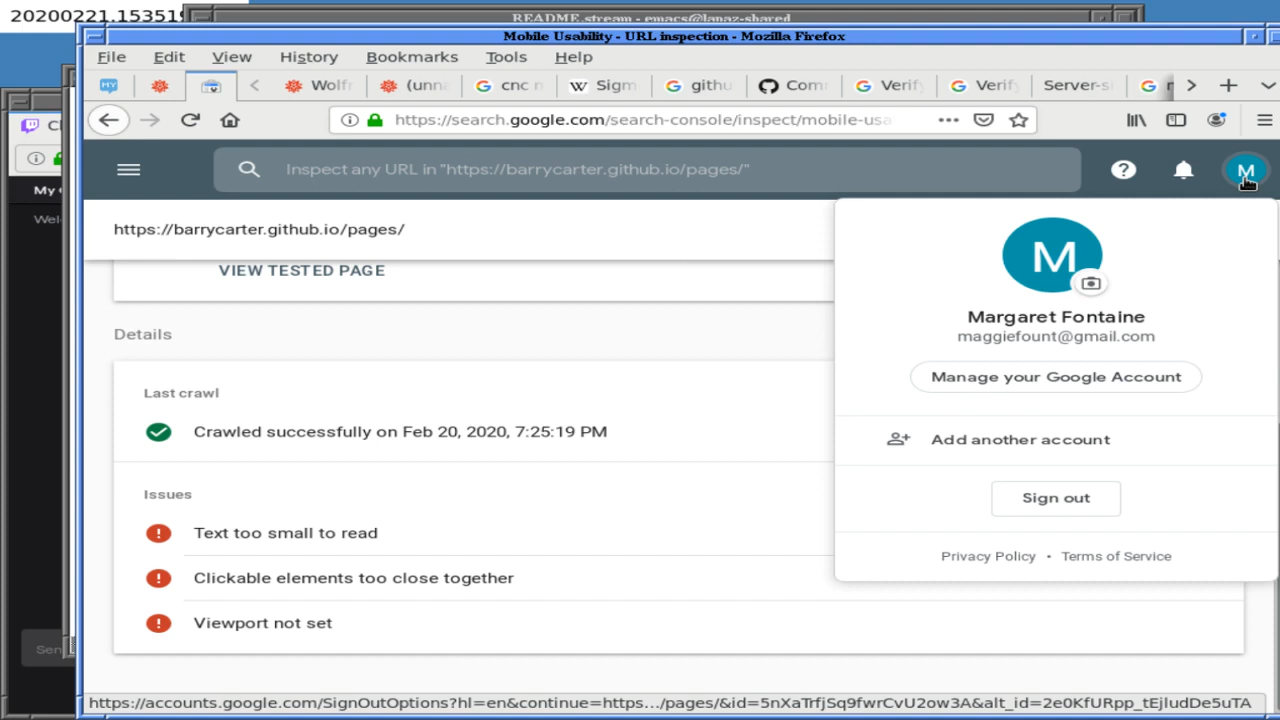 20200221.15351
README.stream - emacs@lanaz-shared
Mobile Usability - URL inspection - Mozilla Firefox
File Edit View History Bookmarks Tools Help
MY Wolfr (unna G cnc n W Sigm G githu Com G Verify G Verify Server-si G
https://search.google.com/search-console/inspect/mobile-usa
My
Wel
Inspect any URL in "https://barrycarter.github.io/pages/"
M
https://barrycarter.github.io/pages/
VIEW TESTED PAGE
Details
Last crawl
Crawled successfully on Feb 20, 2020, 7:25:19 PM
Issues
Text too small to read
Clickable elements too close together
Viewport not set
M
Margaret Fontaine
maggiefount@gmail.com
Manage your Google Account
Add another account
Sign out
Privacy Policy • Terms of Service
Sen
https://accounts.google.com/SignOutOptions?hl=en&continue=https.../pages/&id=5nXaTrfjSq9fwrCvU2ow3A&alt_id=2e0KfURpp_tEjludDe5uTA